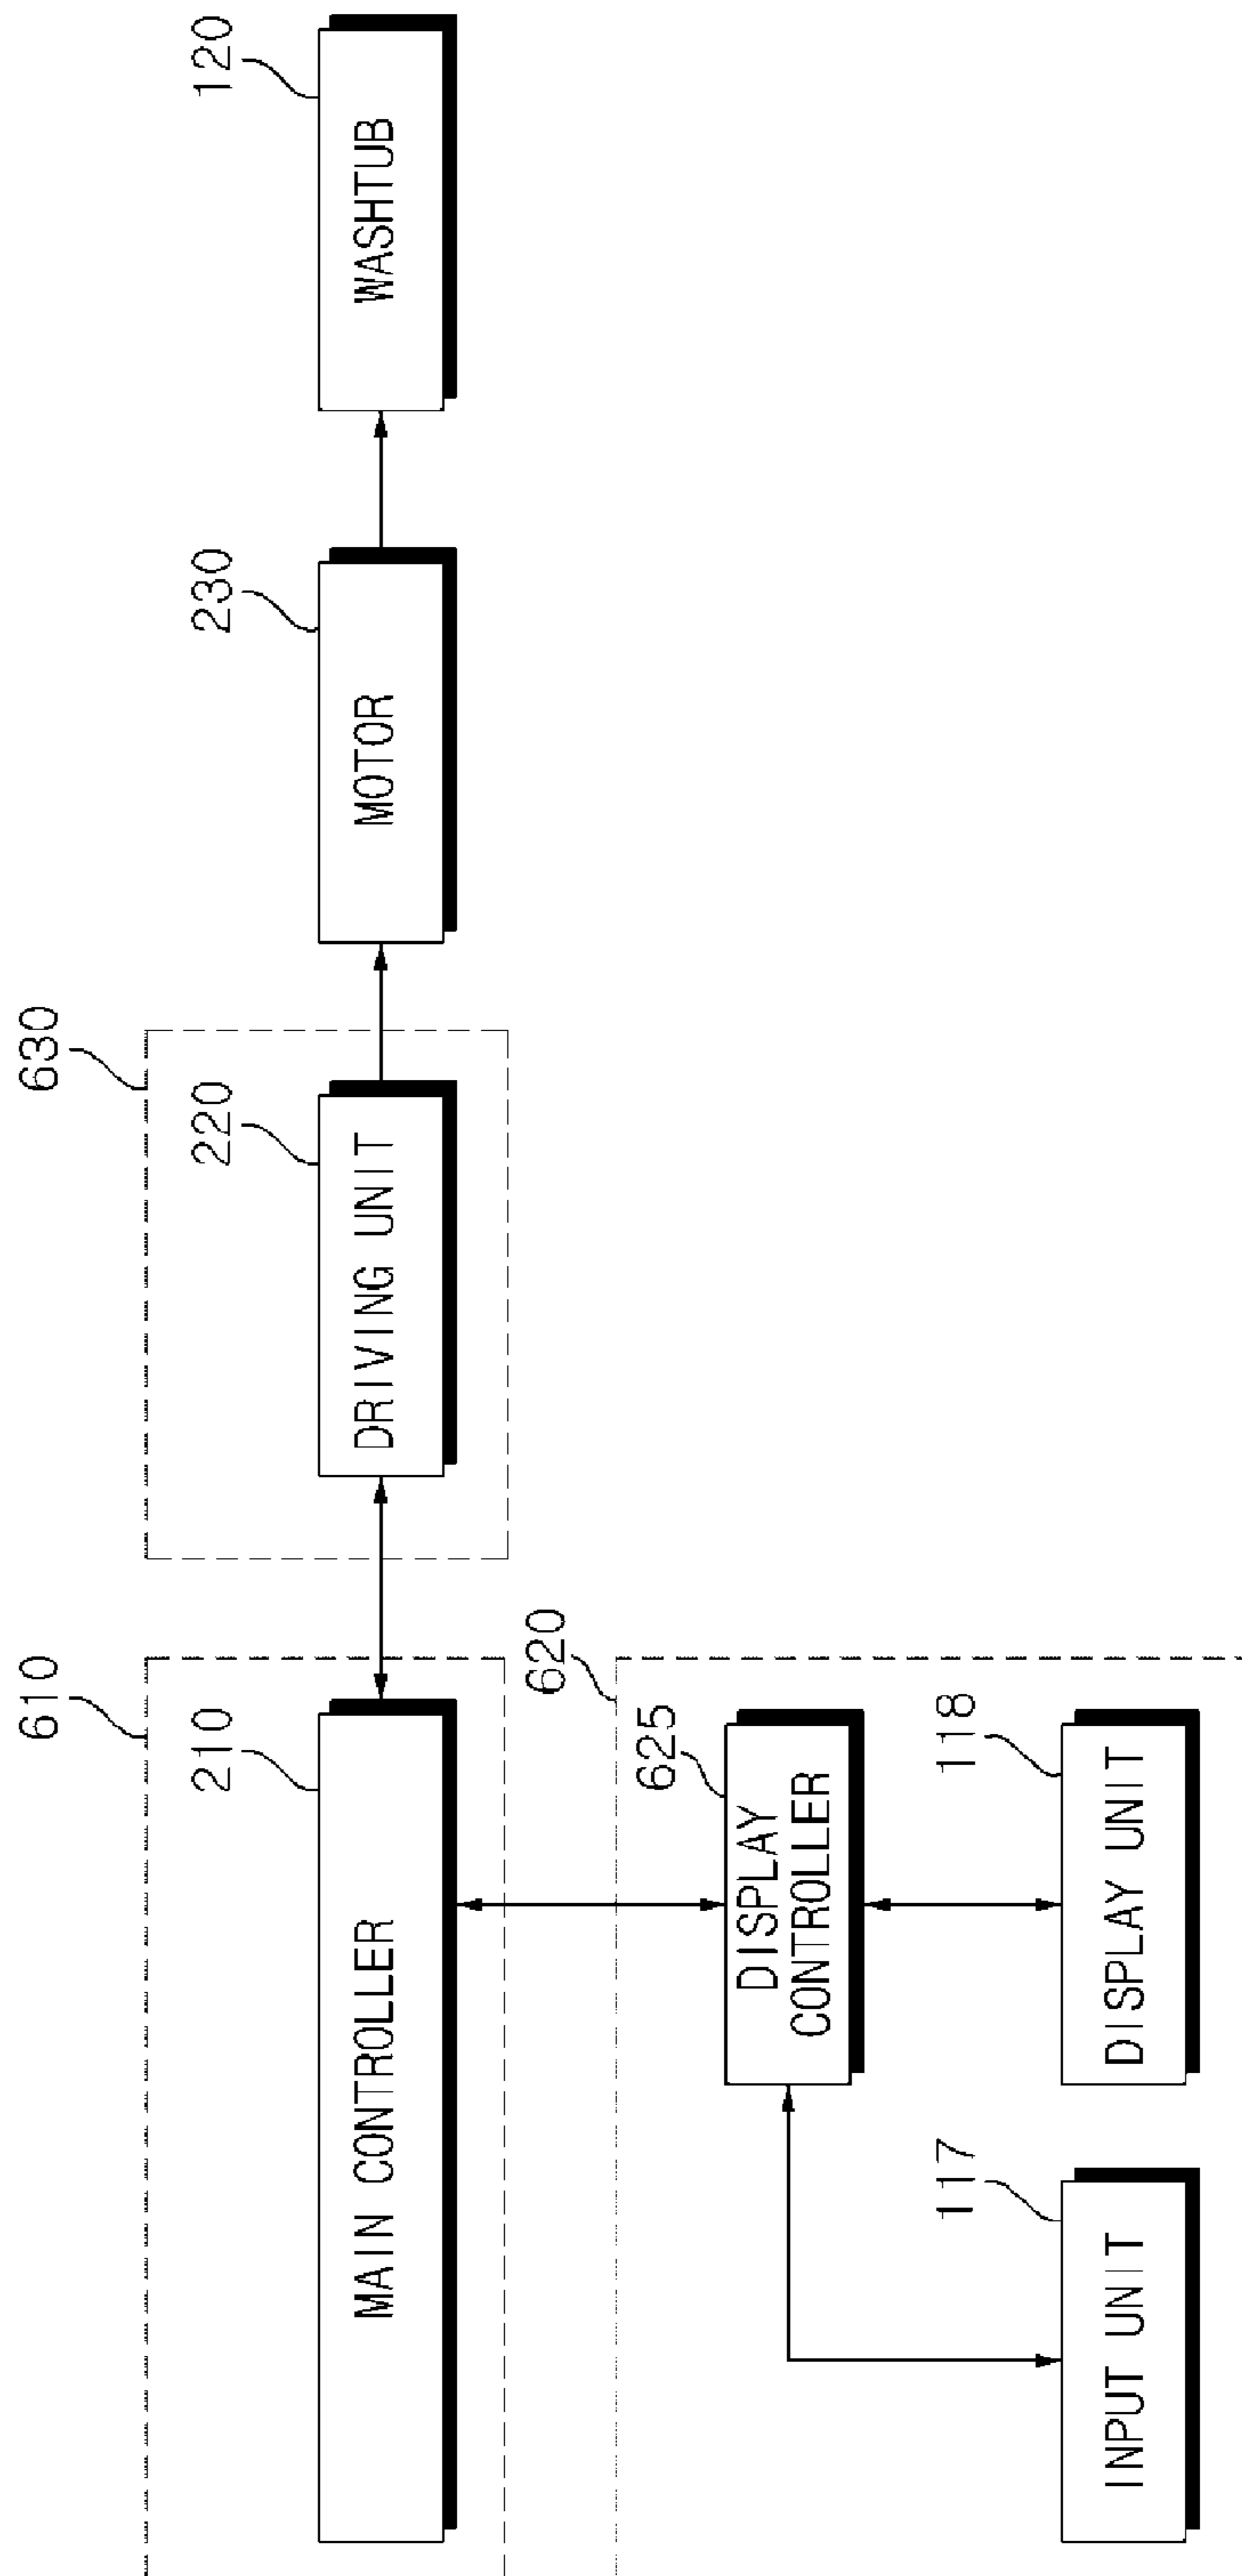 610
210
MAIN CONTROLLER
630
220
DRIVING UNIT
230
MOTOR
120
WASHTUB
620
625
DISPLAY
CONTROLLER
117
INPUT UNIT
118
DISPLAY UNIT